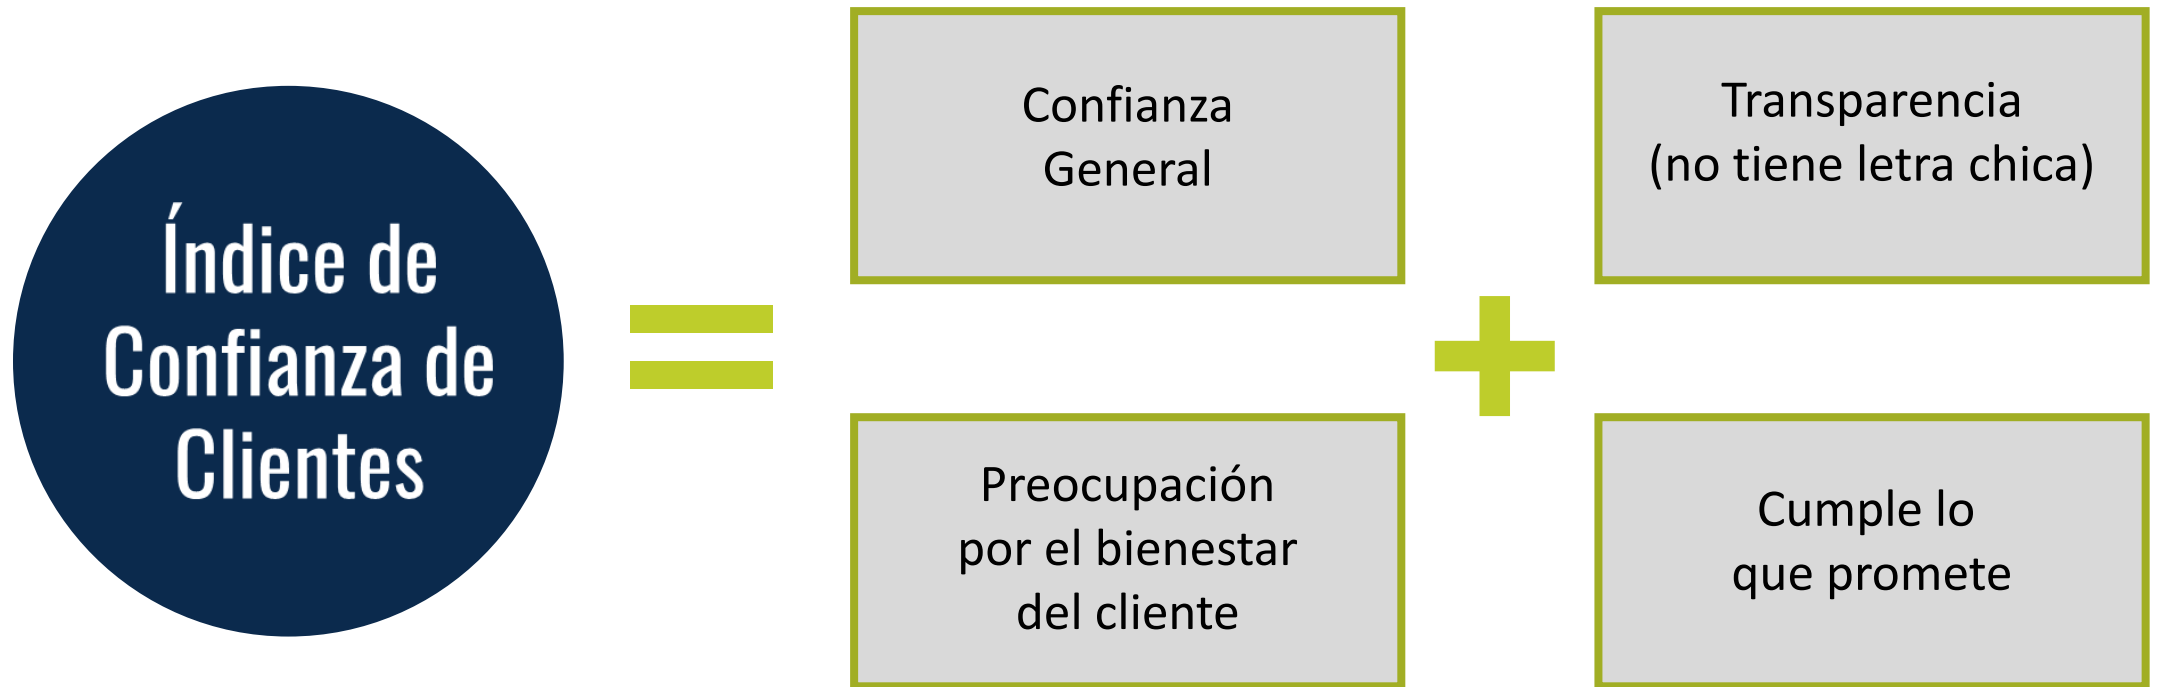 Índice de
Confianza de
Clientes
Confianza
General
Transparencia
(no tiene letra chica)
Preocupación
por el bienestar
del cliente
Cumple lo
que promete